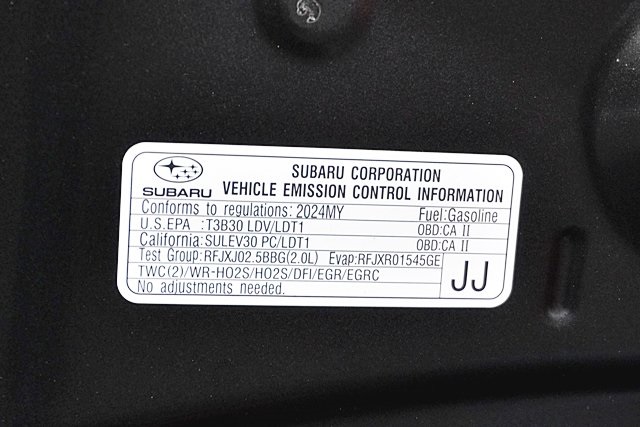 SUBARU
SUBARU CORPORATION
VEHICLE EMISSION CONTROL INFORMATION
Conforms to regulations: 2024MY Fuel:Gasoline
U.S.EPA :T3B30 LDV/LDT1 OBD:CA II
California:SULEV30 PC/LDT1 OBD:CA II
Test Group:RFJXJ02.5BBG(2.0L) Evap:RFJXR01545GE
TWC(2)/WR-HO2S/HO2S/DFI/EGR/EGRC
No adjustments needed.
JJ